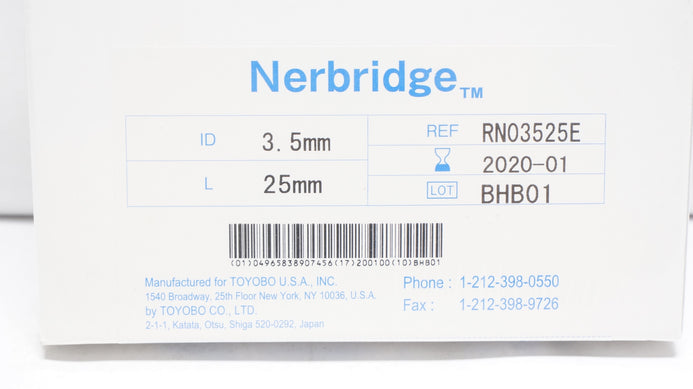 Nerbridge™
ID 3.5mm
REF RN03525E
2020-01
L 25mm
LOT BHB01
(01)04965838907456(17)200100(10)BHB01
Manufactured for TOYOBO U.S.A., INC.
1540 Broadway, 25th Floor New York, NY 10036, U.S.A.
by TOYOBO CO., LTD.
2-1-1, Katata, Otsu, Shiga 520-0292, Japan
Phone : 1-212-398-0550
Fax : 1-212-398-9726